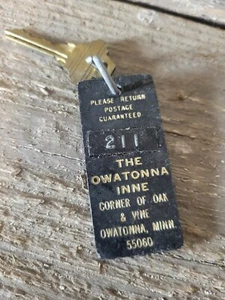 PLEASE RETURN
POSTAGE
GUARANTEED
211
THE
OWATONNA
INNE
CORNER OF OAK
& VINE
OWATONNA, MINN.
55060